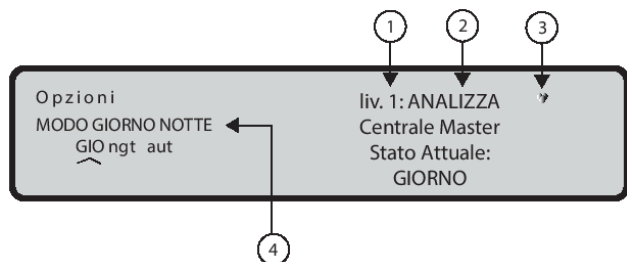 1 2 3
Opzioni
MODO GIORNO NOTTE
GIO ngt aut
liv. 1: ANALIZZA
Centrale Master
Stato Attuale:
GIORNO
4